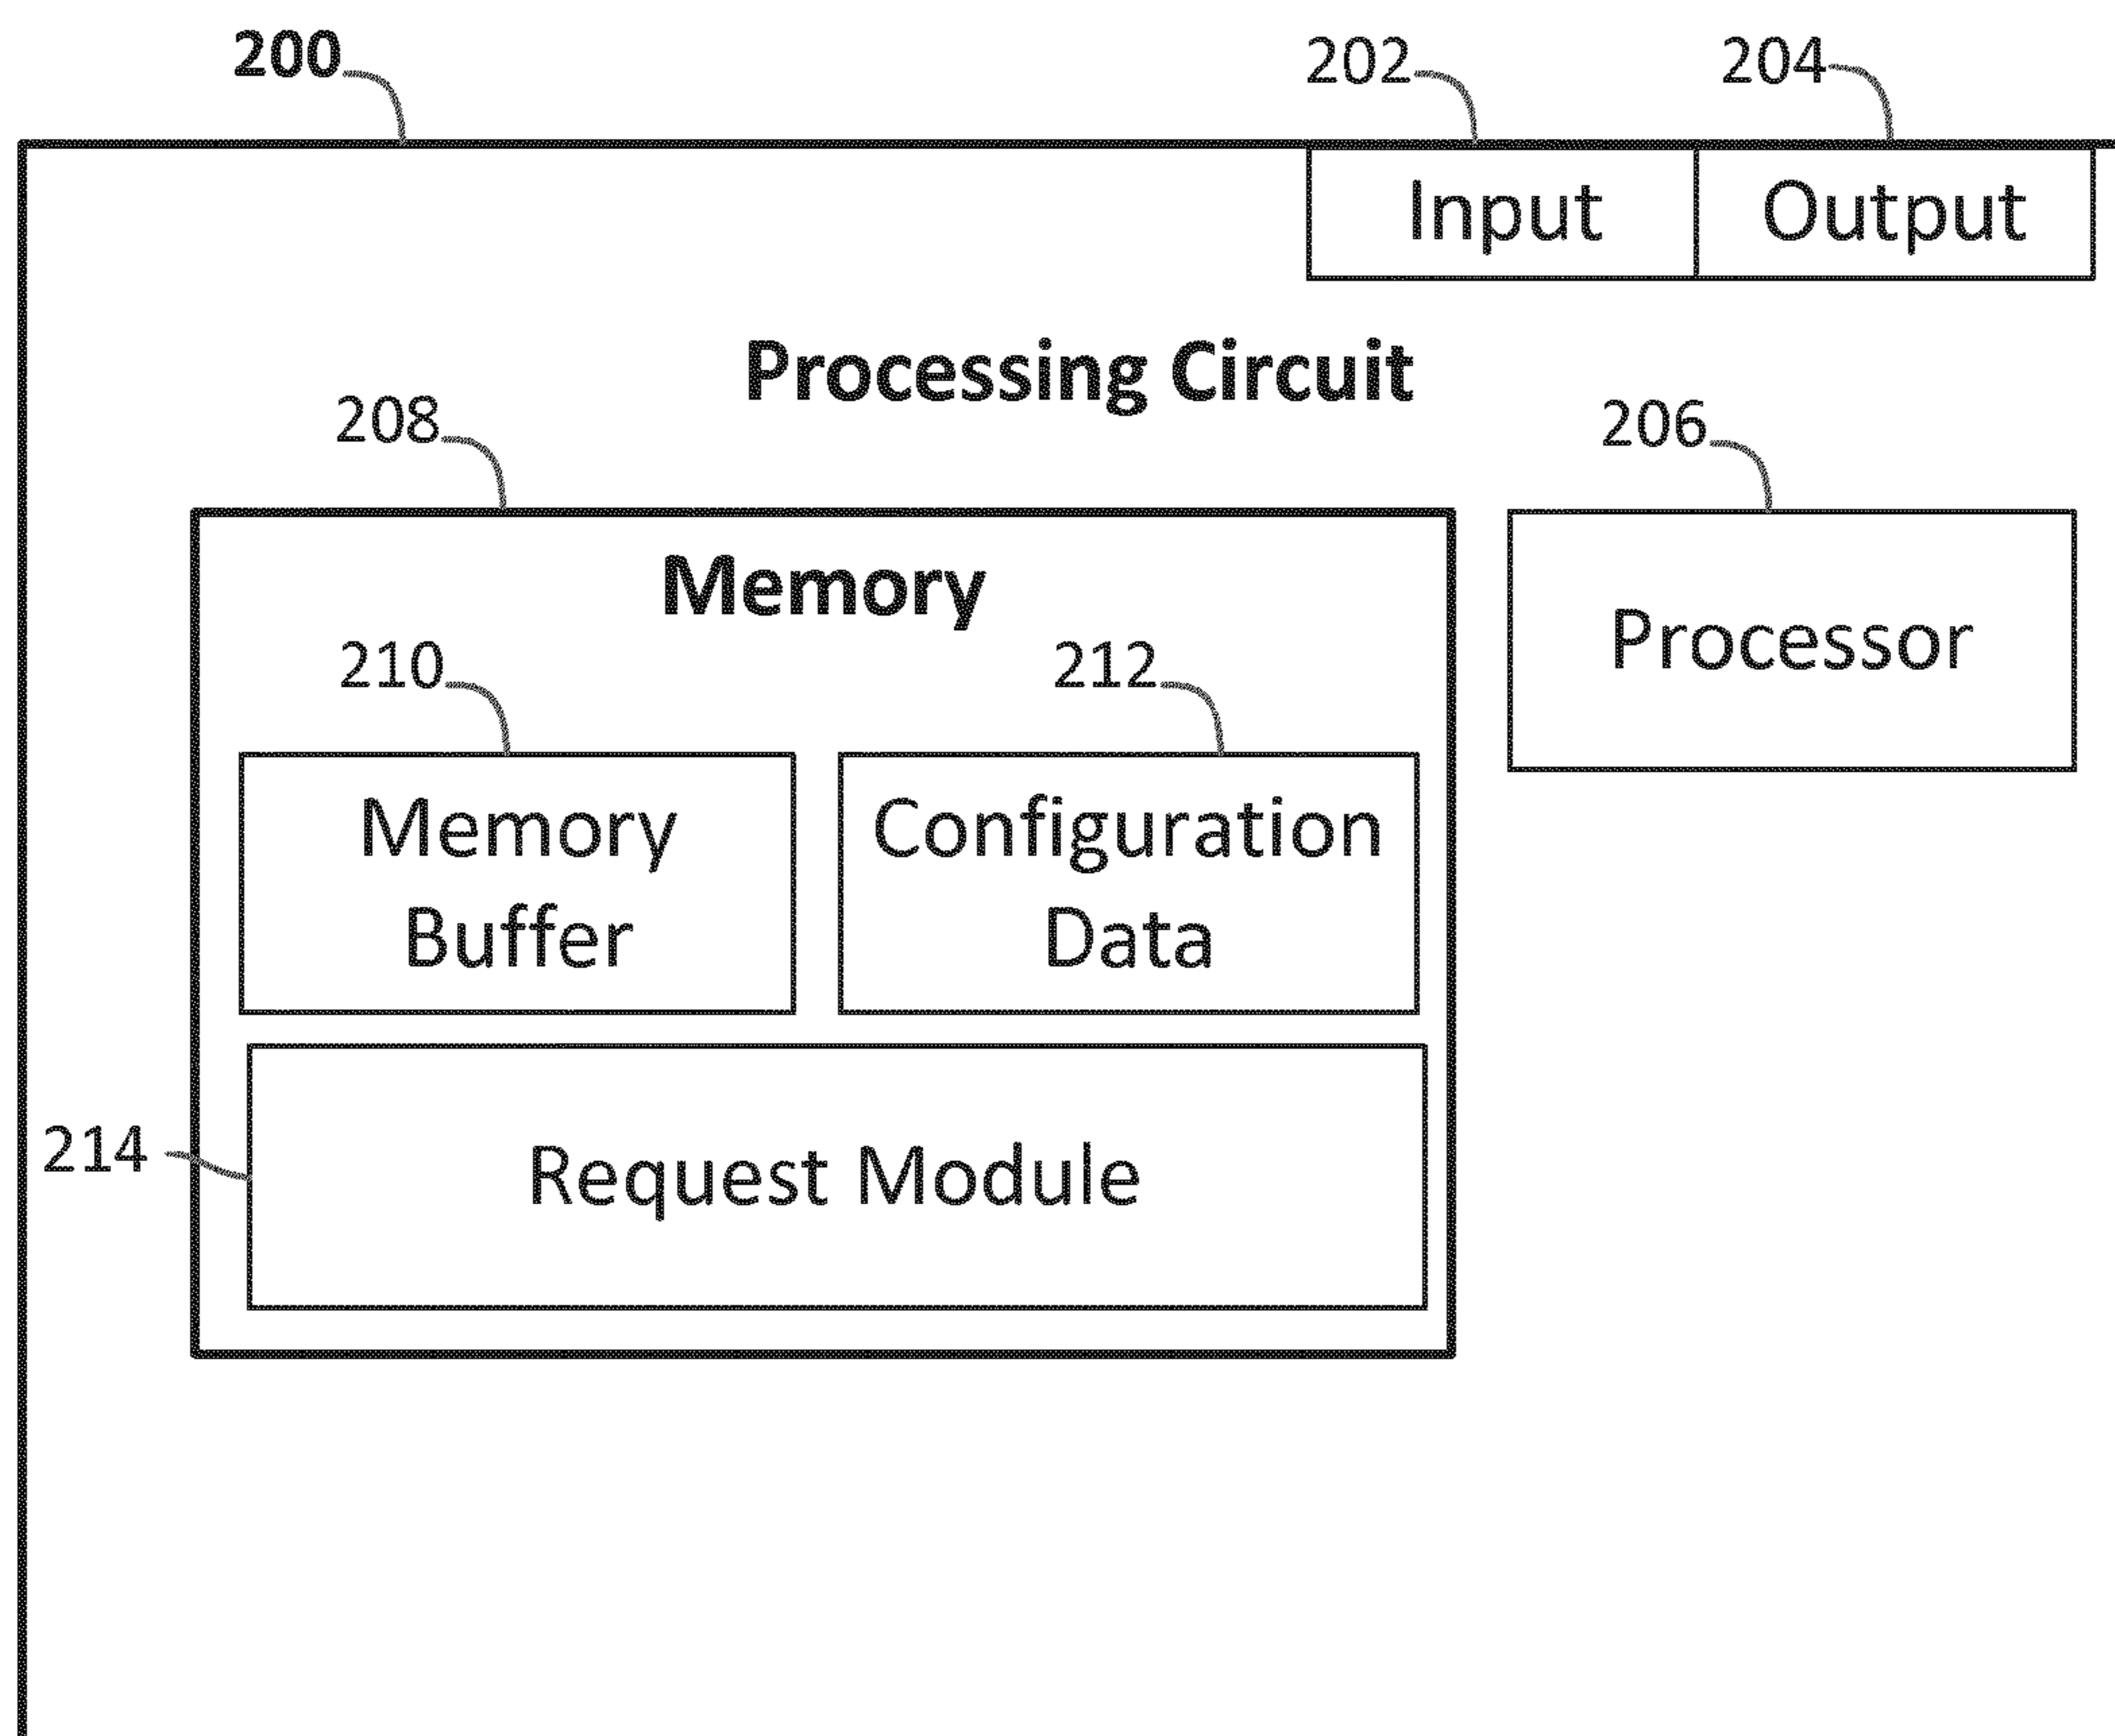 200
202
204
Input
Output
Processing Circuit
208
206
Memory
Processor
210
212
Memory
Buffer
Configuration
Data
214
Request Module